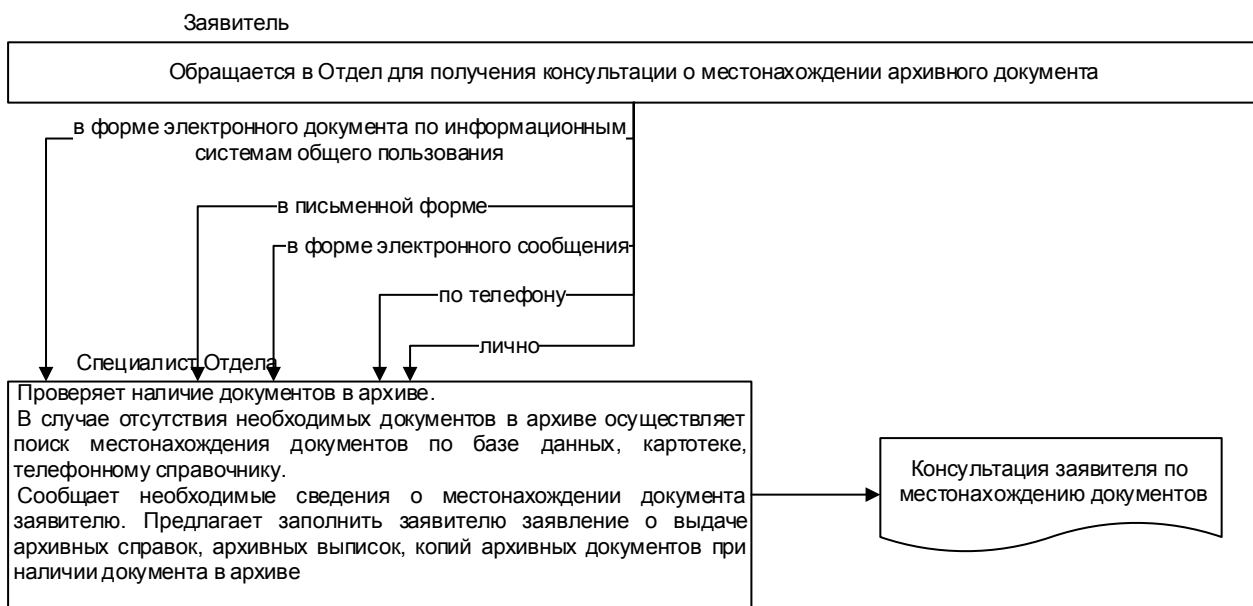 Заявитель
Обращается в Отдел для получения консультации о местонахождении архивного документа
в форме электронного документа по информационным
системам общего пользования
в письменной форме
в форме электронного сообщения
по телефону
лично
Специалист Отдела
Проверяет наличие документов в архиве.
В случае отсутствия необходимых документов в архиве осуществляет
поиск местонахождения документов по базе данных, картотеке,
телефонному справочнику.
Сообщает необходимые сведения о местонахождении документа
заявителю. Предлагает заполнить заявителю заявление о выдаче
архивных справок, архивных выписок, копий архивных документов при
наличии документа в архиве
Консультация заявителя по
местонахождению документов